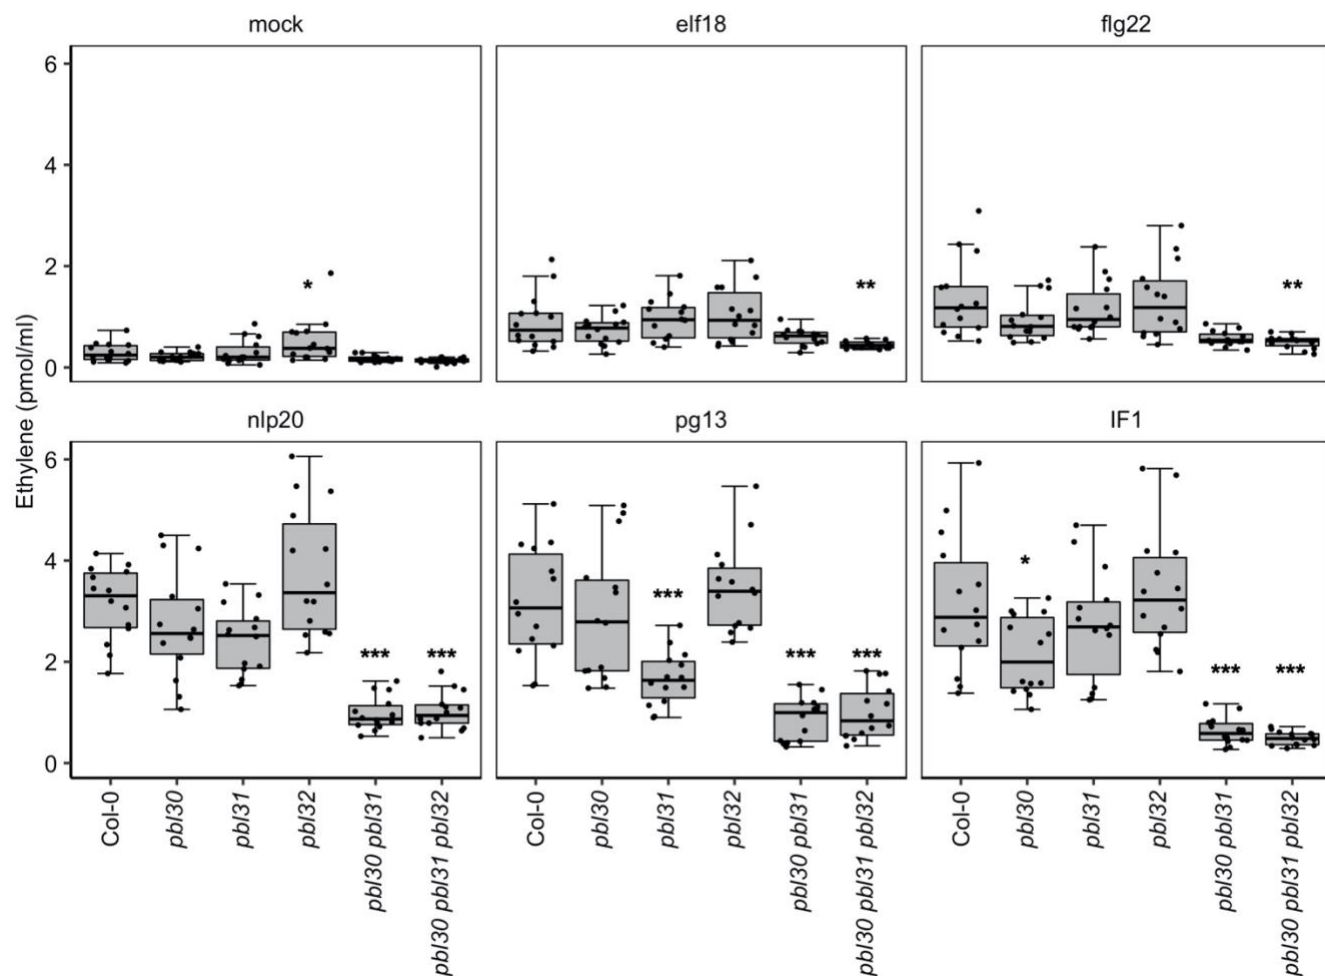 mock
elf18
flg22
6
4
2
0
*
**
**
Ethylene (pmol/ml)
nlp20
pg13
IF1
6
4
2
0
***
***
***
***
***
*
***
***
Col-0
pbl30
pbl31
pbl32
pbl30 pbl31
pbl30 pbl31 pbl32
Col-0
pbl30
pbl31
pbl32
pbl30 pbl31
pbl30 pbl31 pbl32
Col-0
pbl30
pbl31
pbl32
pbl30 pbl31
pbl30 pbl31 pbl32